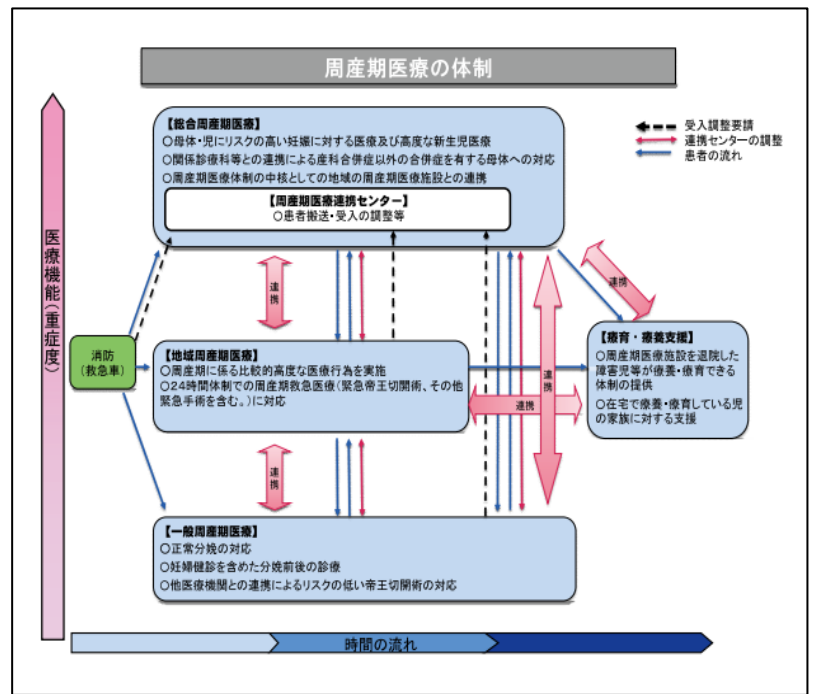 周産期医療の体制
【総合周産期医療】
○母体・児にリスクの高い妊娠に対する医療及び高度な新生児医療
○関係診療科等との連携による産科合併症以外の合併症を有する母体への対応
○周産期医療体制の中核としての地域の周産期医療施設との連携
【周産期医療連携センター】
○患者搬送・受入の調整等
受入調整要請
連携センターの調整
患者の流れ
医療機能(重症度)
消防
(救急車)
連携
連携
【地域周産期医療】
○周産期に係る比較的高度な医療行為を実施
○24時間体制での周産期救急医療(緊急帝王切開術、その他
緊急手術を含む。)に対応
連携
連携
【療育・療養支援】
○周産期医療施設を退院した
障害児等が療養・療育できる
体制の提供
○在宅で療養・療育している児
の家族に対する支援
連携
【一般周産期医療】
○正常分娩の対応
○妊婦健診を含めた分娩前後の診療
○他医療機関との連携によるリスクの低い帝王切開術の対応
時間の流れ